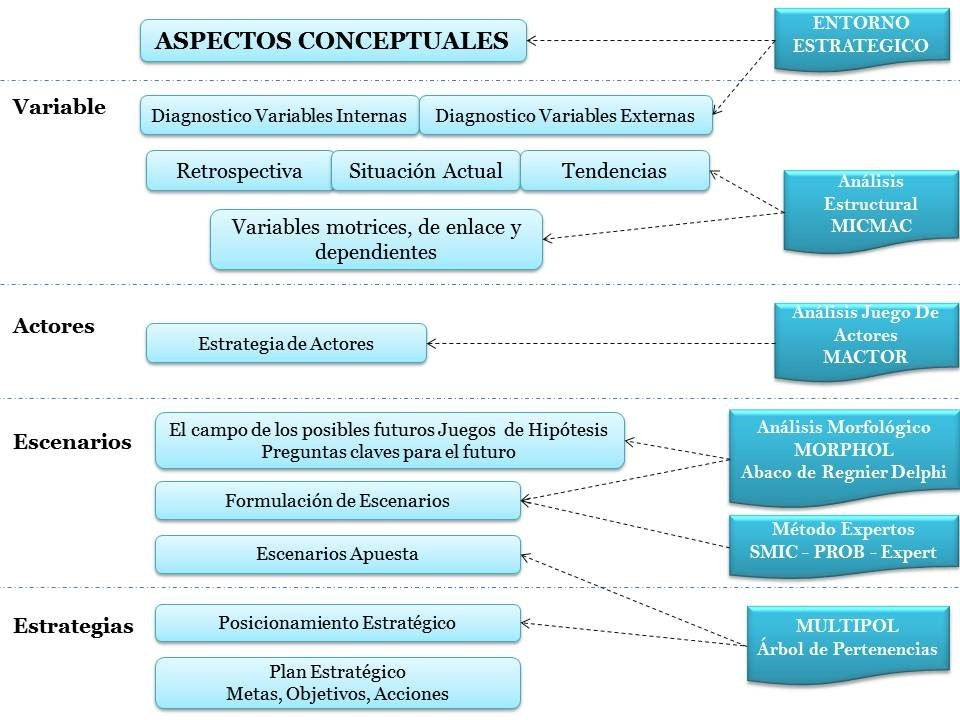 ASPECTOS CONCEPTUALES
ENTORNO
ESTRATEGICO
Variable
Diagnostico Variables Internas
Diagnostico Variables Externas
Retrospectiva
Situación Actual
Tendencias
Análisis
Estructural
MICMAC
Variables motrices, de enlace y
dependientes
Actores
Estrategia de Actores
Análisis Juego De
Actores
MACTOR
Escenarios
El campo de los posibles futuros Juegos de Hipótesis
Preguntas claves para el futuro
Análisis Morfológico
MORPHOL
Abaco de Regnier Delphi
Formulación de Escenarios
Método Expertos
SMIC - PROB - Expert
Escenarios Apuesta
Estrategias
Posicionamiento Estratégico
MULTIPOL
Árbol de Pertenencias
Plan Estratégico
Metas, Objetivos, Acciones